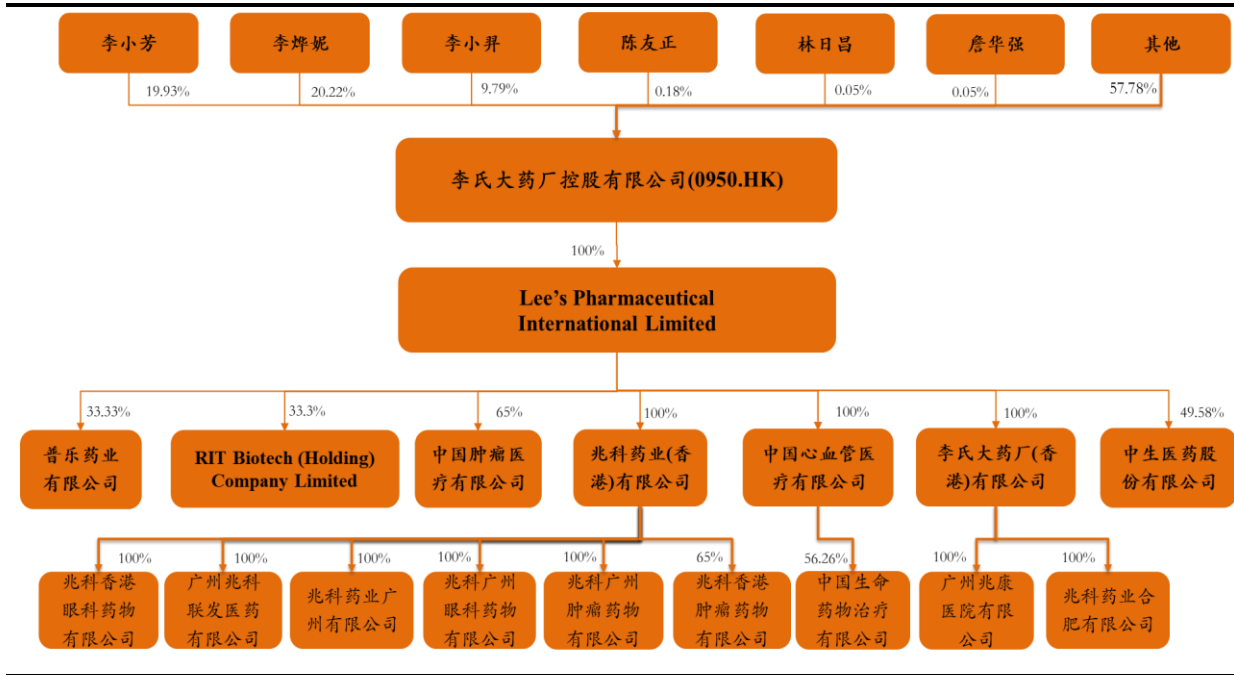 李小芳
李烨妮
李小羿
陈友正
林日昌
詹华强
其他
19.93%
20.22%
9.79%
0.18%
0.05%
0.05%
57.78%
李氏大药厂控股有限公司(0950.HK)
100%
Lee's Pharmaceutical
International Limited
33.33%
33.3%
65%
100%
100%
100%
49.58%
普乐药业
有限公司
RIT Biotech (Holding)
Company Limited
中国肿瘤医
疗有限公司
兆科药业(香
港)有限公司
中国心血管医
疗有限公司
李氏大药厂(香
港)有限公司
中生医药股
份有限公司
100%
100%
100%
100%
100%
65%
56.26%
100%
100%
兆科香港
眼科药物
有限公司
广州兆科
联发医药
有限公司
兆科药业广
州有限公司
兆科广州
眼科药物
有限公司
兆科广州
肿瘤药物
有限公司
兆科香港
肿瘤药物
有限公司
中国生命
药物治疗
有限公司
广州兆康
医院有限
公司
兆科药业合
肥有限公司